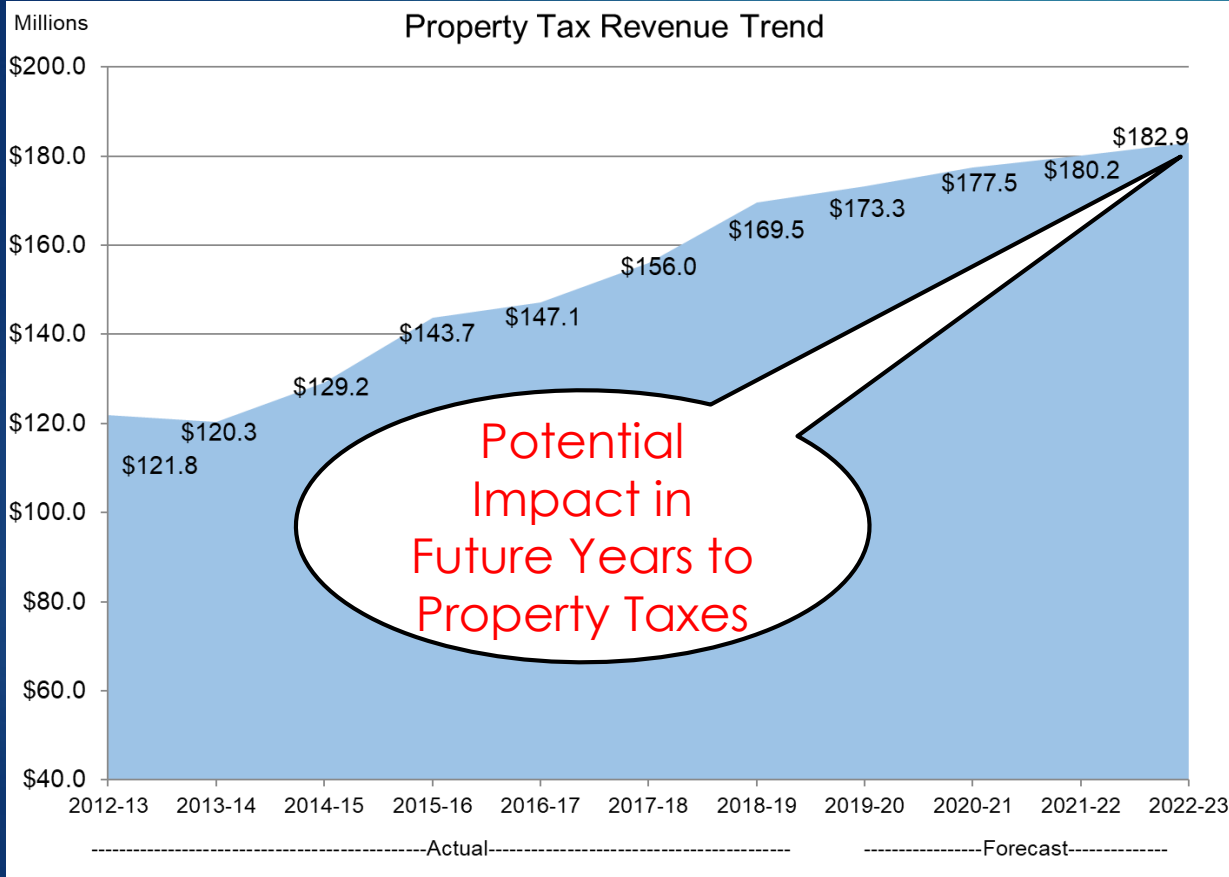 Millions
Property Tax Revenue Trend
$200.0
$180.0
$160.0
$140.0
$120.0
$100.0
$80.0
$60.0
$40.0
$121.8
$120.3
$129.2
$143.7
$147.1
$156.0
$169.5
$173.3
$177.5
$180.2
$182.9
Potential
Impact in
Future Years to
Property Taxes
2012-13 2013-14 2014-15 2015-16 2016-17 2017-18 2018-19 2019-20 2020-21 2021-22 2022-23
-----------------------------------------------Actual------------------------------------------ -----------------Forecast--------------